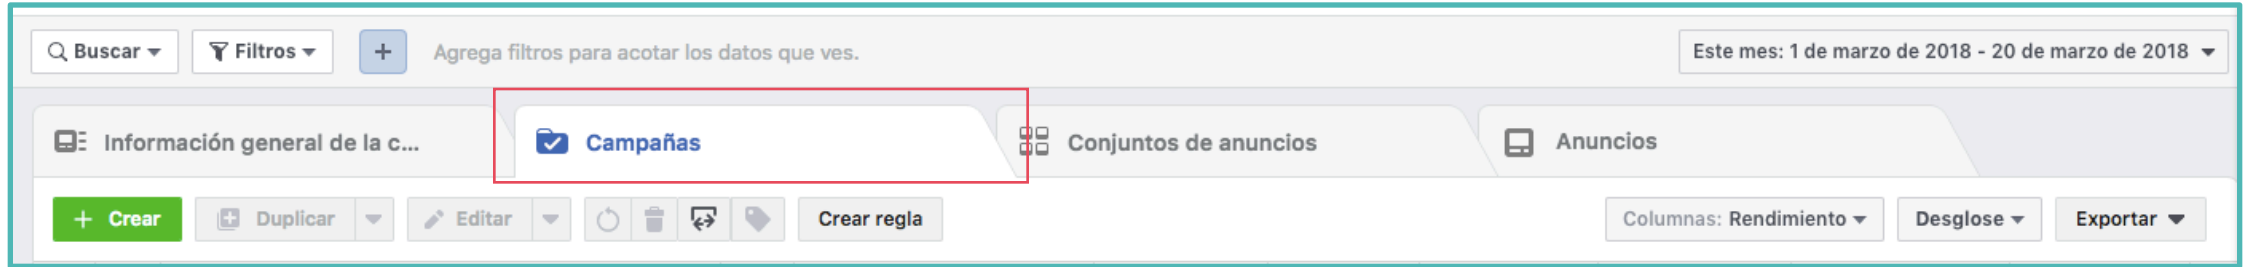 Buscar Filtros + Agrega filtros para acotar los datos que ves. Este mes: 1 de marzo de 2018 - 20 de marzo de 2018
Información general de la c... Campañas Conjuntos de anuncios Anuncios
+ Crear Duplicar Editar Crear regla Columnas: Rendimiento Desglose Exportar